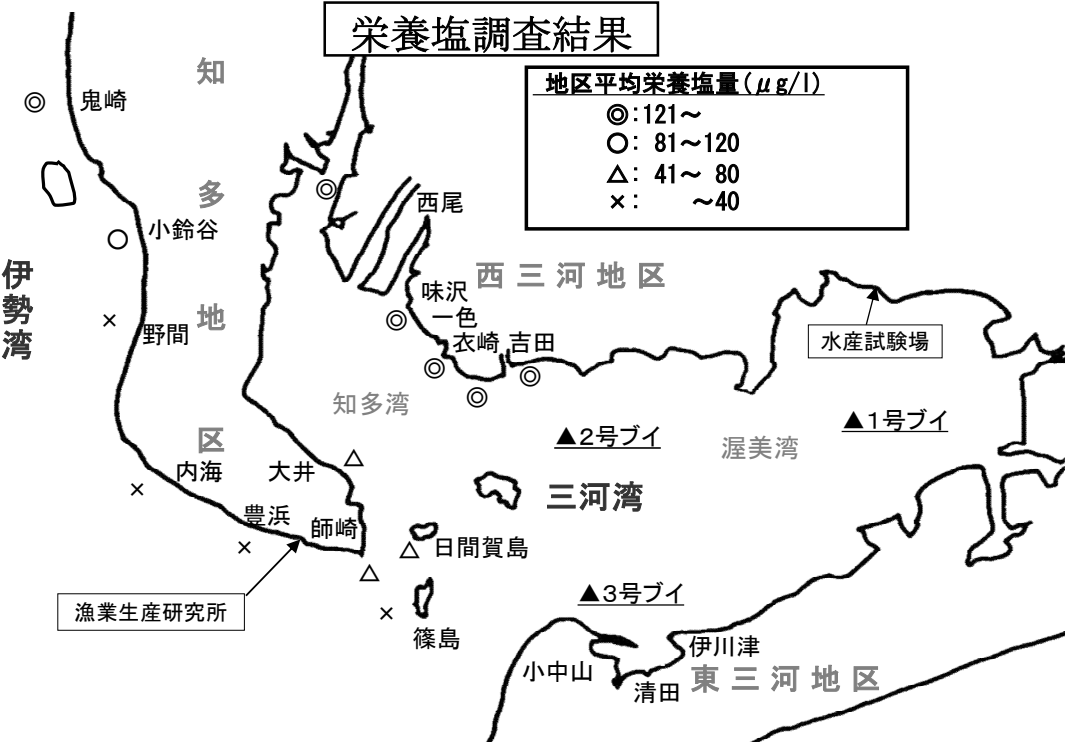 栄養塩調査結果
地区平均栄養塩量(μg/l)
◎:121～
○: 81～120
△: 41～ 80
×: ～40
知多地区
鬼崎
小鈴谷
伊勢湾
野間
内海
豊浜
師崎
大井
漁業生産研究所
西尾
西三河地区
味沢
一色
衣崎
吉田
水産試験場
知多湾
▲2号ブイ
渥美湾
▲1号ブイ
三河湾
日間賀島
篠島
▲3号ブイ
小中山
清田
伊川津
東三河地区